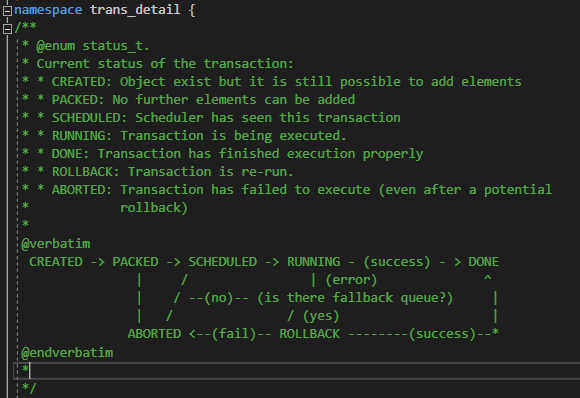 namespace trans_detail {
/**
 * @enum status_t.
 * Current status of the transaction:
 * * CREATED: Object exist but it is still possible to add elements
 * * PACKED: No further elements can be added
 * * SCHEDULED: Scheduler has seen this transaction
 * * RUNNING: Transaction is being executed.
 * * DONE: Transaction has finished execution properly
 * * ROLLBACK: Transaction is re-run.
 * * ABORTED: Transaction has failed to execute (even after a potential
 *            rollback)
 *
 @verbatim
  CREATED -> PACKED -> SCHEDULED -> RUNNING - (success) - > DONE
               |     /               | (error)             ^
               |    / --(no)-- (is there fallback queue?)     |
               |   /              / (yes)                   |
              ABORTED <--(fail)-- ROLLBACK --------(success)--*
 @endverbatim
 *
 */